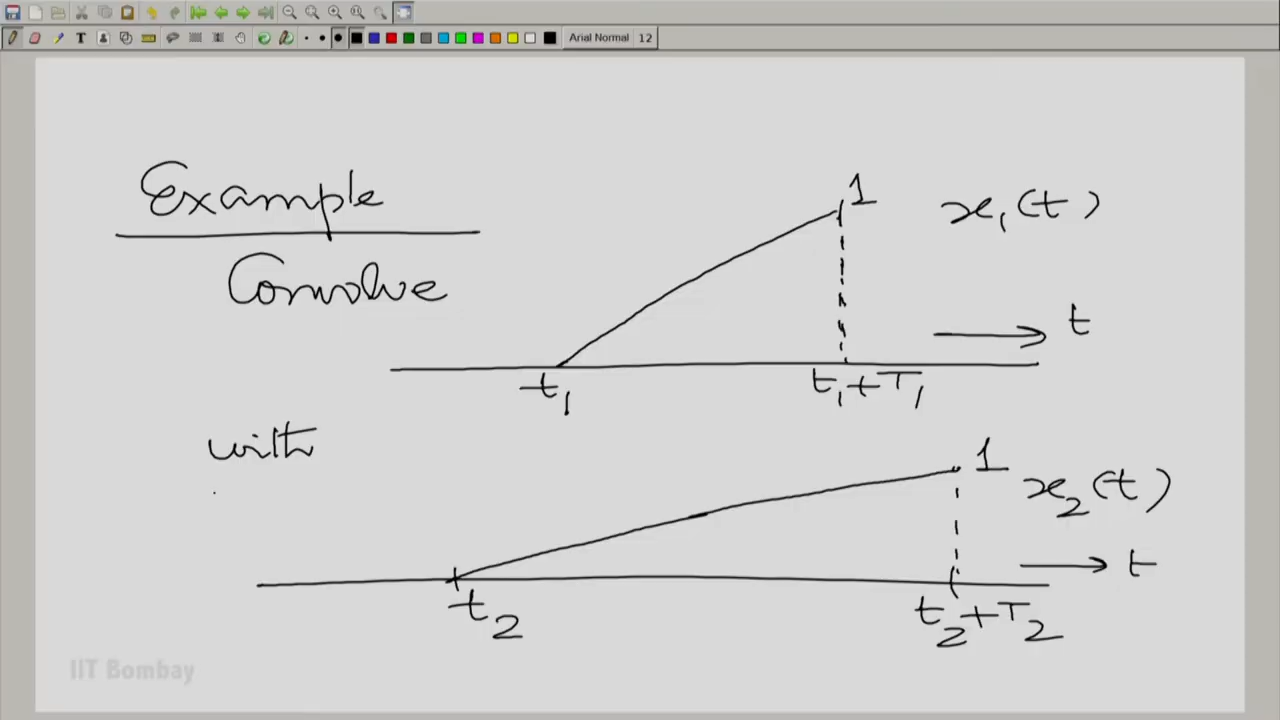 Arial Normal 12
Example
1
x₁(t)
Convolve
t
t₁
t₁+T₁
with
1
x₂(t)
t
t₂
t₂+T₂
IIT Bombay